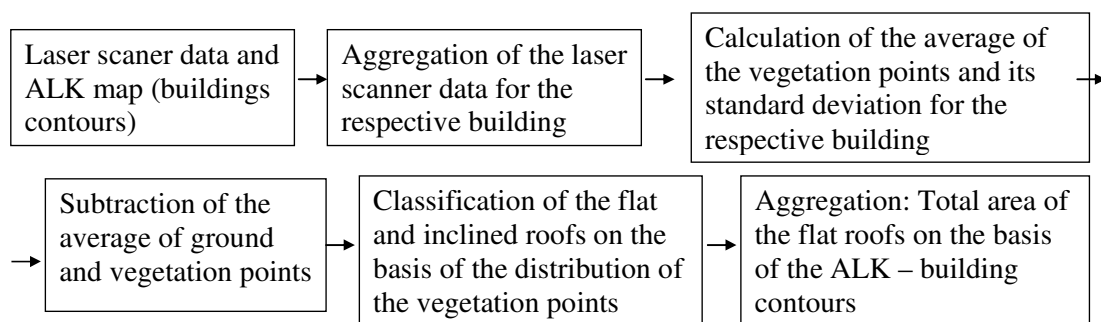 Laser scaner data and
ALK map (buildings
contours)
Aggregation of the laser
scanner data for the
respective building
Calculation of the average of
the vegetation points and its
standard deviation for the
respective building
Subtraction of the
average of ground
and vegetation points
Classification of the flat
and inclined roofs on the
basis of the distribution of
the vegetation points
Aggregation: Total area of
the flat roofs on the basis
of the ALK – building
contours